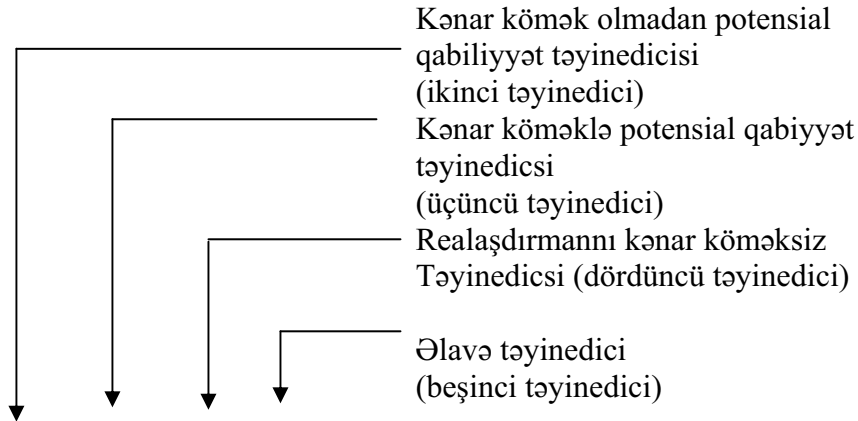 Kənar kömək olmadan potensial
qabiliyyət təyinedicisi
(ikinci təyinedici)
Kənar köməklə potensial qabiyyət
təyinedicsi
(üçüncü təyinedici)
Realaşdırmannı kənar köməksiz
Təyinedicsi (dördüncü təyinedici)
Əlavə təyinedici
(beşinci təyinedici)